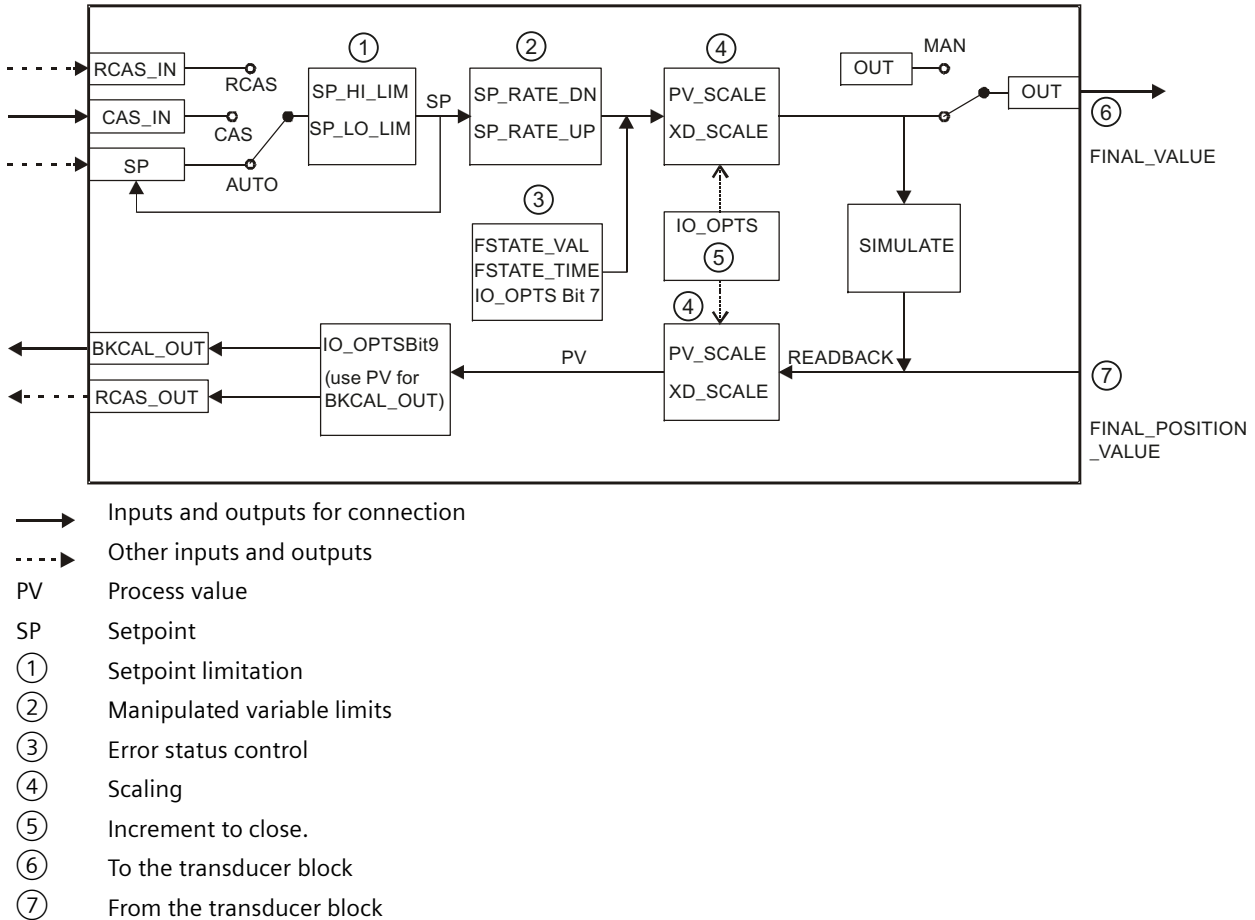 ① ② ④ MAN
RCAS_IN
RCAS
SP_HI_LIM
SP_LO_LIM
SP
SP_RATE_DN
SP_RATE_UP
PV_SCALE
XD_SCALE
OUT
OUT
⑥
FINAL_VALUE
CAS_IN
CAS
SP
AUTO
③
FSTATE_VAL
FSTATE_TIME
IO_OPTS Bit 7
IO_OPTS
⑤
SIMULATE
④
BKCAL_OUT
RCAS_OUT
IO_OPTSBit9
(use PV for
BKCAL_OUT)
PV
PV_SCALE
XD_SCALE
READBACK
⑦
FINAL_POSITION
_VALUE
Inputs and outputs for connection
Other inputs and outputs
PV Process value
SP Setpoint
① Setpoint limitation
② Manipulated variable limits
③ Error status control
④ Scaling
⑤ Increment to close.
⑥ To the transducer block
⑦ From the transducer block